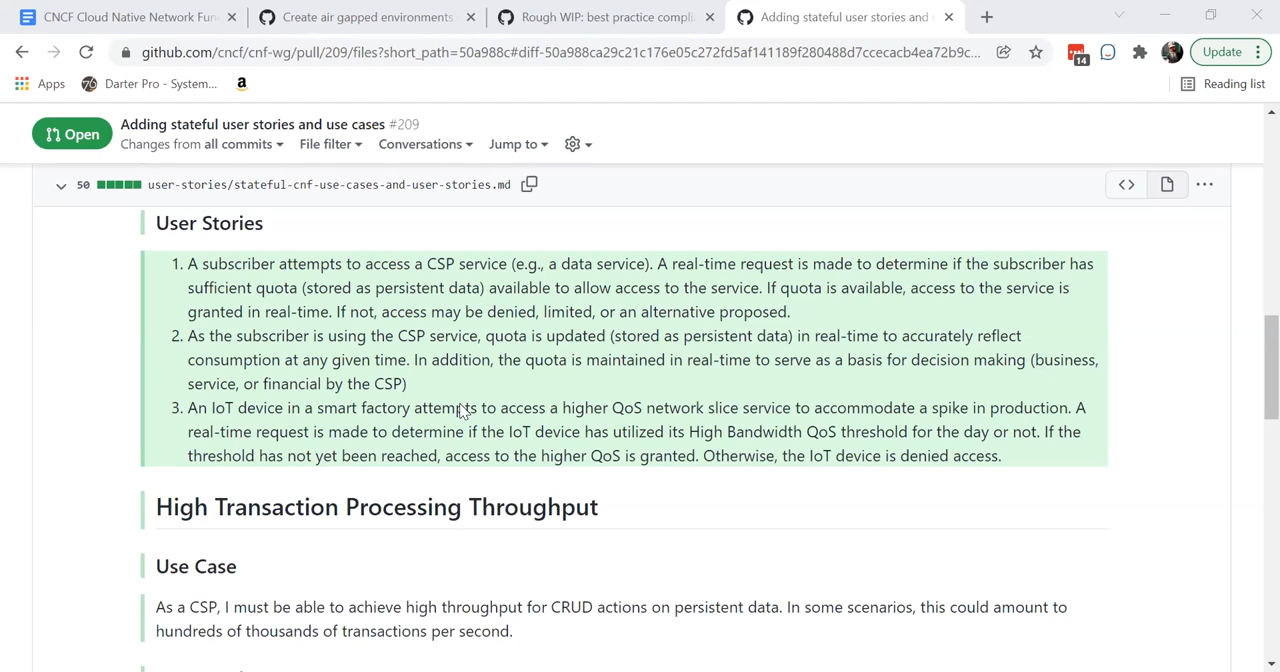 CNCF Cloud Native Network Fun
Create air gapped environments
Rough WIP: best practice compli
Adding stateful user stories and
github.com/cncf/cnf-wg/pull/209/files?short_path=50a988c#diff-50a988ca29c21c176e05c272fd5af141189f280488d7ccecacb4ea72b9c...
14
Update
Apps
Darter Pro - System...
a
Reading list
Open
Adding stateful user stories and use cases #209
Changes from all commits
File filter
Conversations
Jump to
50
user-stories/stateful-cnf-use-cases-and-user-stories.md
User Stories
1. A subscriber attempts to access a CSP service (e.g., a data service). A real-time request is made to determine if the subscriber has
sufficient quota (stored as persistent data) available to allow access to the service. If quota is available, access to the service is
granted in real-time. If not, access may be denied, limited, or an alternative proposed.
2. As the subscriber is using the CSP service, quota is updated (stored as persistent data) in real-time to accurately reflect
consumption at any given time. In addition, the quota is maintained in real-time to serve as a basis for decision making (business,
service, or financial by the CSP)
3. An IoT device in a smart factory attempts to access a higher QoS network slice service to accommodate a spike in production. A
real-time request is made to determine if the IoT device has utilized its High Bandwidth QoS threshold for the day or not. If the
threshold has not yet been reached, access to the higher QoS is granted. Otherwise, the IoT device is denied access.
High Transaction Processing Throughput
Use Case
As a CSP, I must be able to achieve high throughput for CRUD actions on persistent data. In some scenarios, this could amount to
hundreds of thousands of transactions per second.